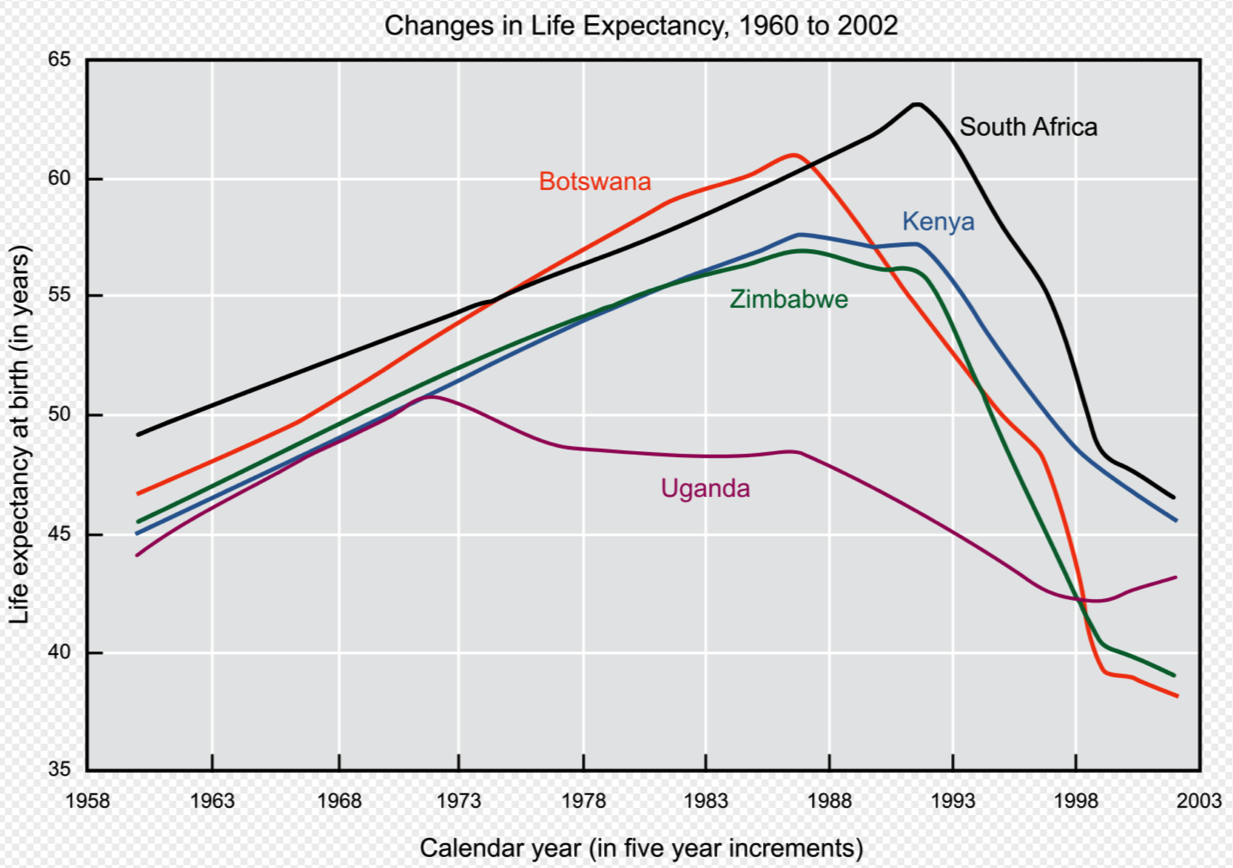 Changes in Life Expectancy, 1960 to 2002
65
South Africa
60
Botswana
Kenya
55
Zimbabwe
50
Uganda
45
40
35
Life expectancy at birth (in years)
1958 1963 1968 1973 1978 1983 1988 1993 1998 2003
Calendar year (in five year increments)